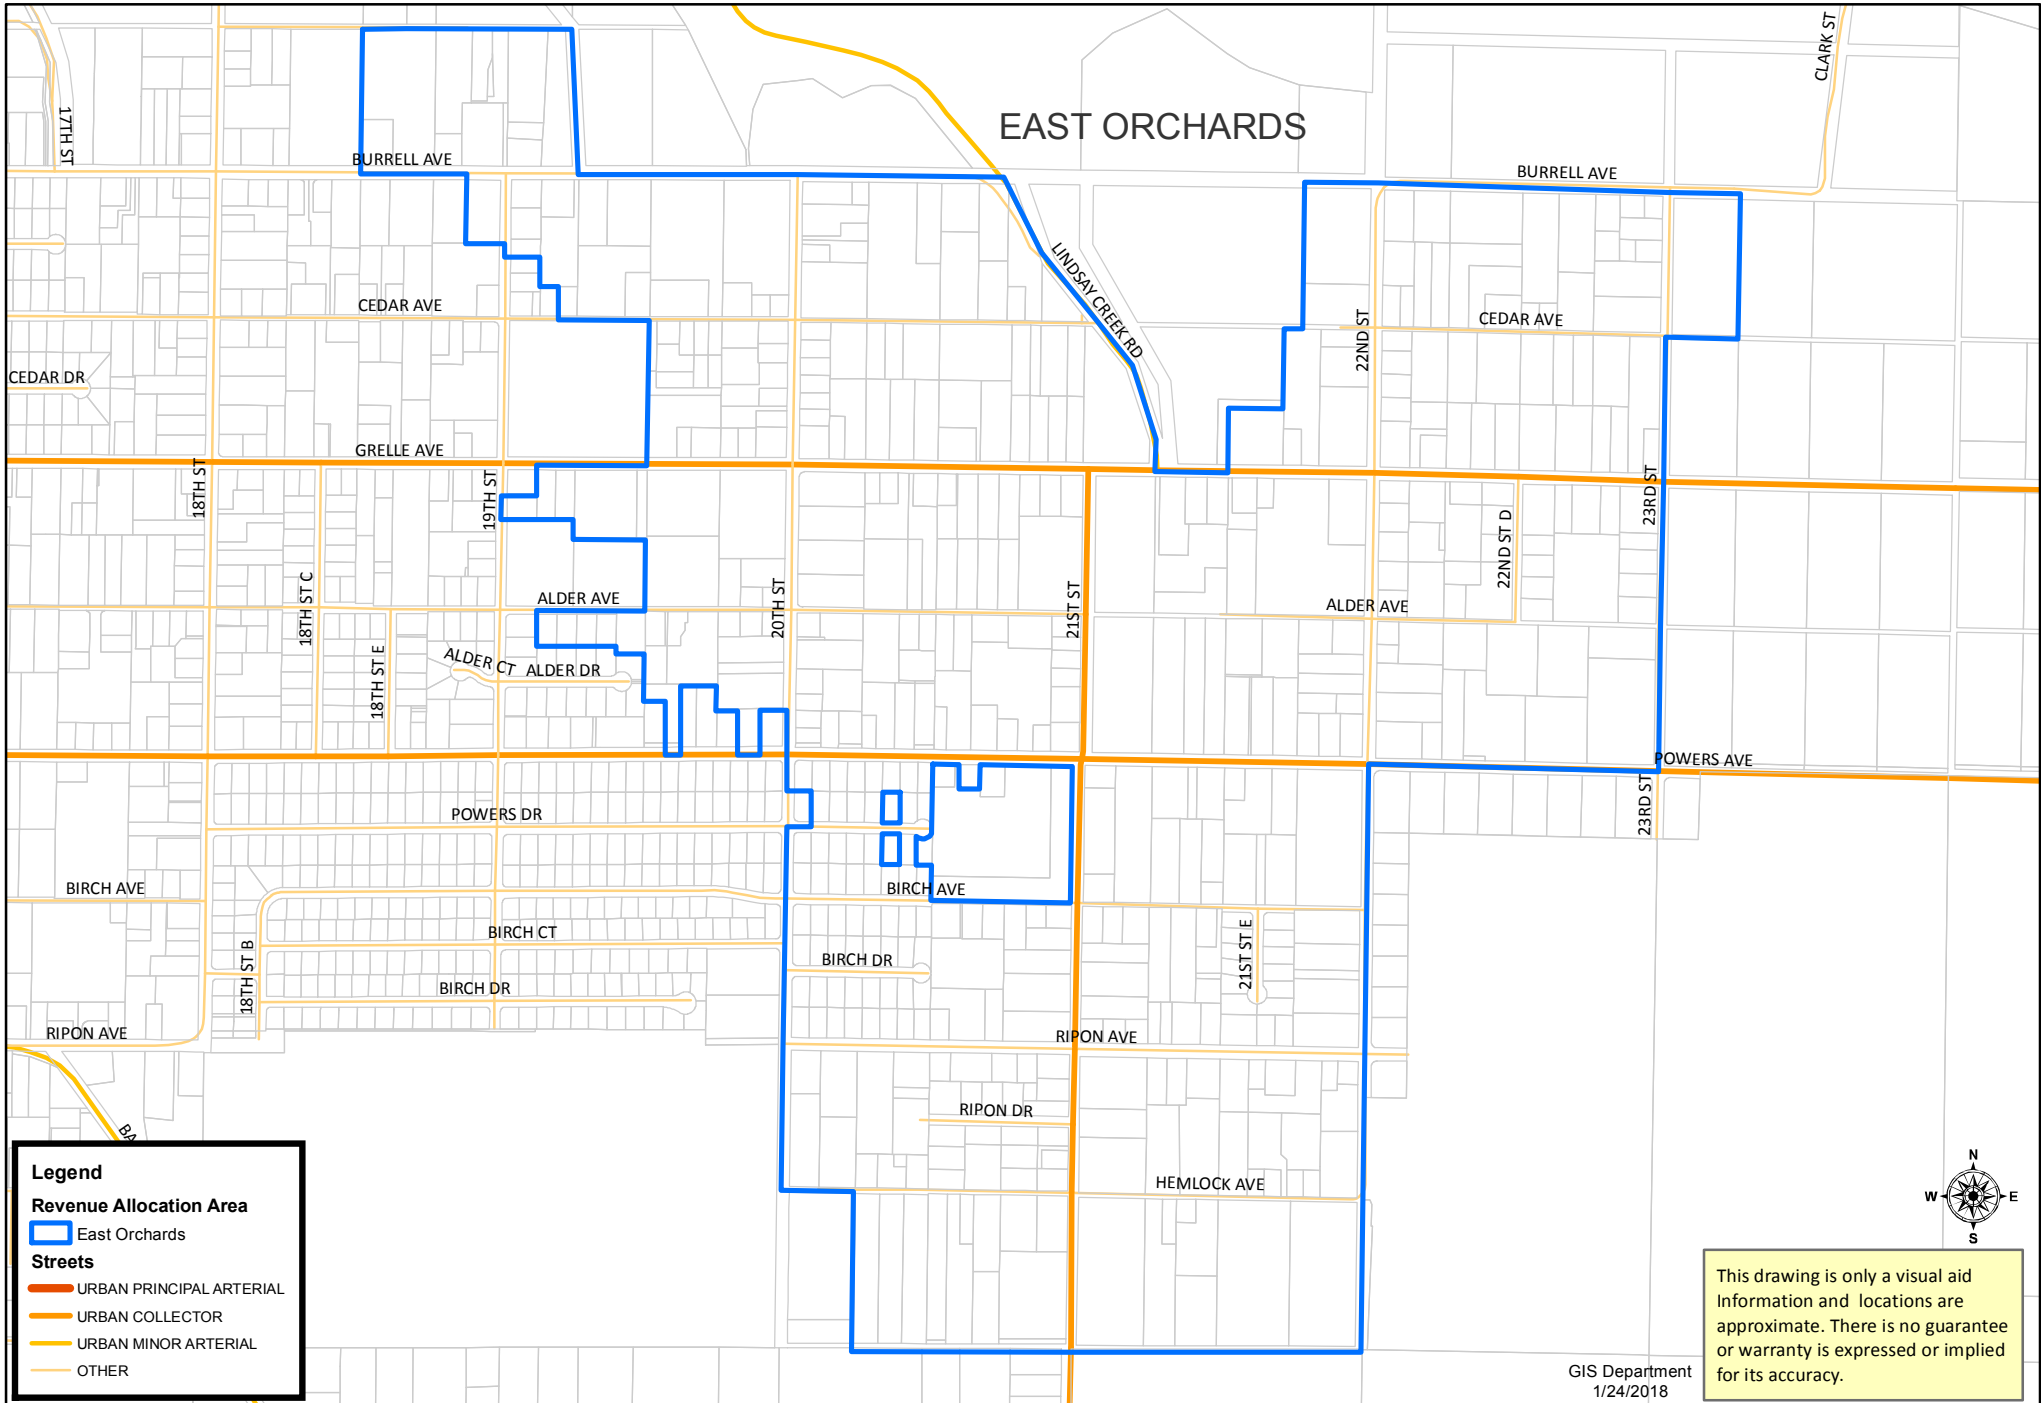 CLARK ST
EAST ORCHARDS
17TH ST
BURRELL AVE
BURRELL AVE
LINDSAY CREEK RD
CEDAR AVE
22ND ST
CEDAR AVE
CEDAR DR
GRELLE AVE
18TH ST
19TH ST
23RD ST
22ND ST D
18TH ST C
ALDER AVE
20TH ST
21ST ST
ALDER AVE
18TH ST E
ALDER CT
ALDER DR
POWERS AVE
POWERS DR
23RD ST
BIRCH AVE
BIRCH AVE
BIRCH CT
21ST ST E
18TH ST B
BIRCH DR
BIRCH DR
RIPON AVE
RIPON AVE
RIPON DR
BA
HEMLOCK AVE
N
W E
S
Legend
Revenue Allocation Area
East Orchards
Streets
URBAN PRINCIPAL ARTERIAL
URBAN COLLECTOR
URBAN MINOR ARTERIAL
OTHER
This drawing is only a visual aid
Information and locations are
approximate. There is no guarantee
or warranty is expressed or implied
for its accuracy.
GIS Department
1/24/2018